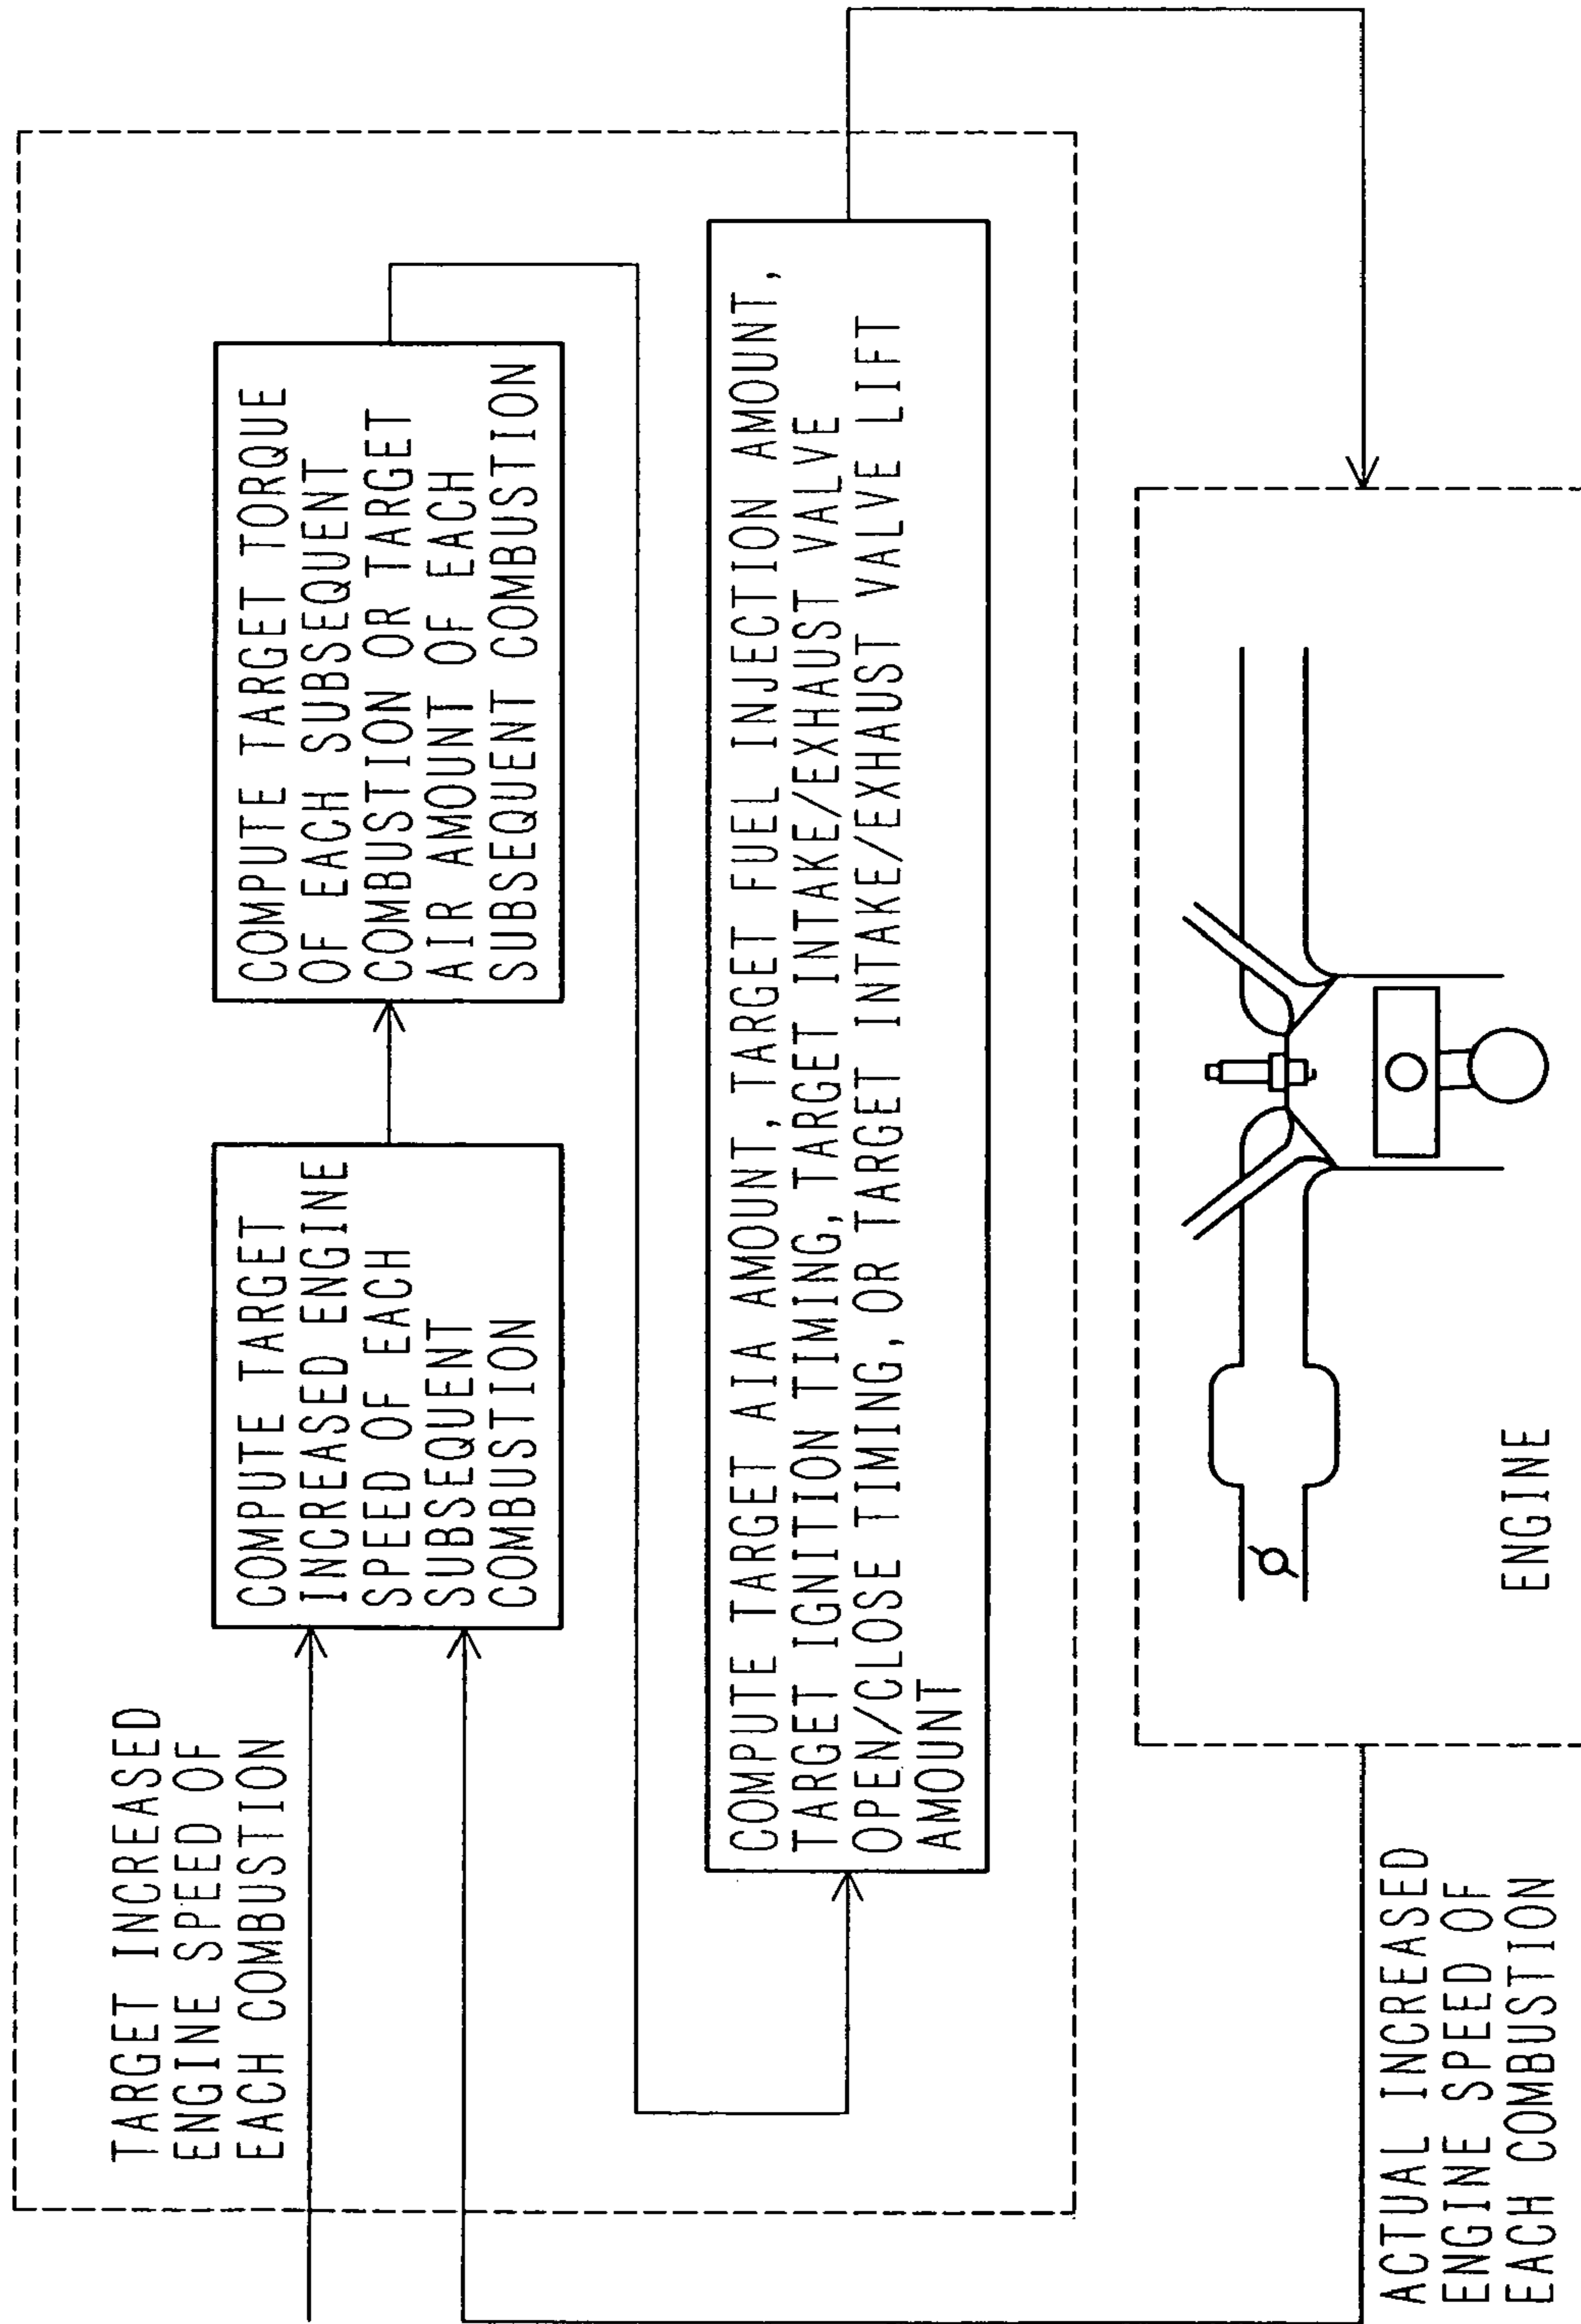 TARGET INCREASED
ENGINE SPEED OF
EACH COMBUSTION
COMPUTE TARGET
INCREASED ENGINE
SPEED OF EACH
SUBSEQUENT
COMBUSTION
COMPUTE TARGET TORQUE
OF EACH SUBSEQUENT
COMBUSTION OR TARGET
AIR AMOUNT OF EACH
SUBSEQUENT COMBUSTION
COMPUTE TARGET AIA AMOUNT, TARGET FUEL INJECTION AMOUNT,
TARGET IGNITION TIMING, TARGET INTAKE/EXHAUST VALVE
OPEN/CLOSE TIMING, OR TARGET INTAKE/EXHAUST VALVE LIFT
AMOUNT
ACTUAL INCREASED
ENGINE SPEED OF
EACH COMBUSTION
ENGINE